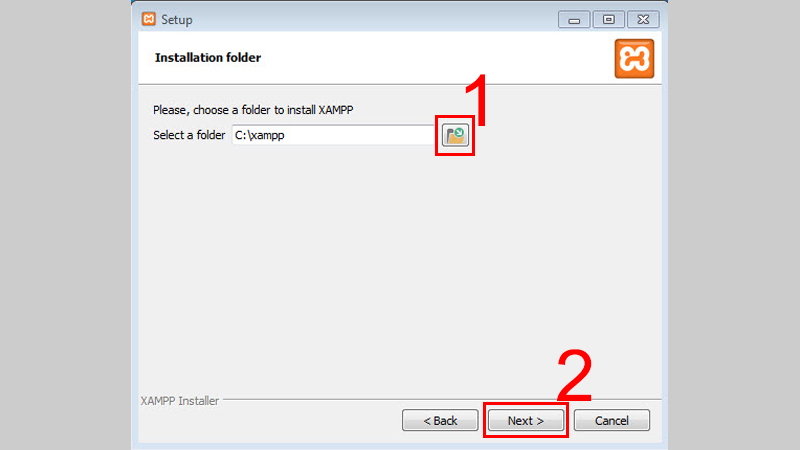 Setup
Installation folder
1
Please, choose a folder to install XAMPP
Select a folder C:\xampp
2
XAMPP Installer
< Back Next > Cancel